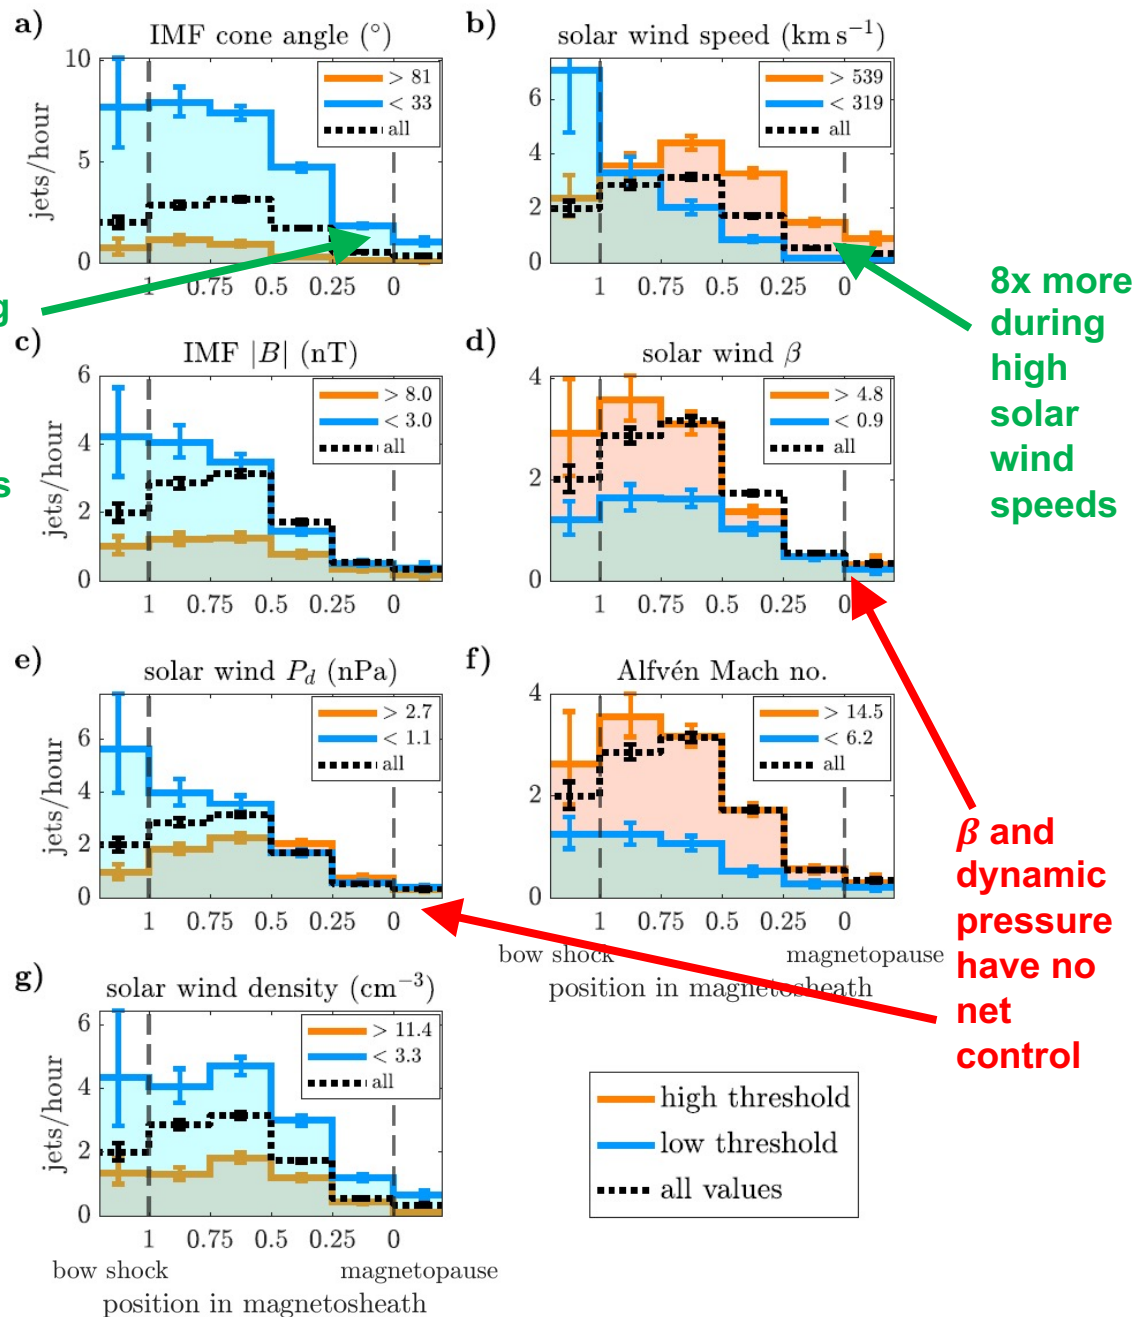 a) IMF cone angle (°)
10
5
0
jets/hour
> 81
< 33
all
1 0.75 0.5 0.25 0
b) solar wind speed (km s⁻¹)
6
4
2
0
> 539
< 319
all
1 0.75 0.5 0.25 0
g
s
8x more
during
high
solar
wind
speeds
c) IMF |B| (nT)
6
4
2
0
jets/hour
> 8.0
< 3.0
all
1 0.75 0.5 0.25 0
d) solar wind β
4
2
0
> 4.8
< 0.9
all
1 0.75 0.5 0.25 0
e) solar wind P_d (nPa)
6
4
2
0
jets/hour
> 2.7
< 1.1
all
1 0.75 0.5 0.25 0
f) Alfvén Mach no.
4
2
0
> 14.5
< 6.2
all
1 0.75 0.5 0.25 0
bow shock magnetopause
position in magnetosheath
β and
dynamic
pressure
have no
net
control
g) solar wind density (cm⁻³)
6
4
2
0
jets/hour
> 11.4
< 3.3
all
1 0.75 0.5 0.25 0
bow shock magnetopause
position in magnetosheath
high threshold
low threshold
all values